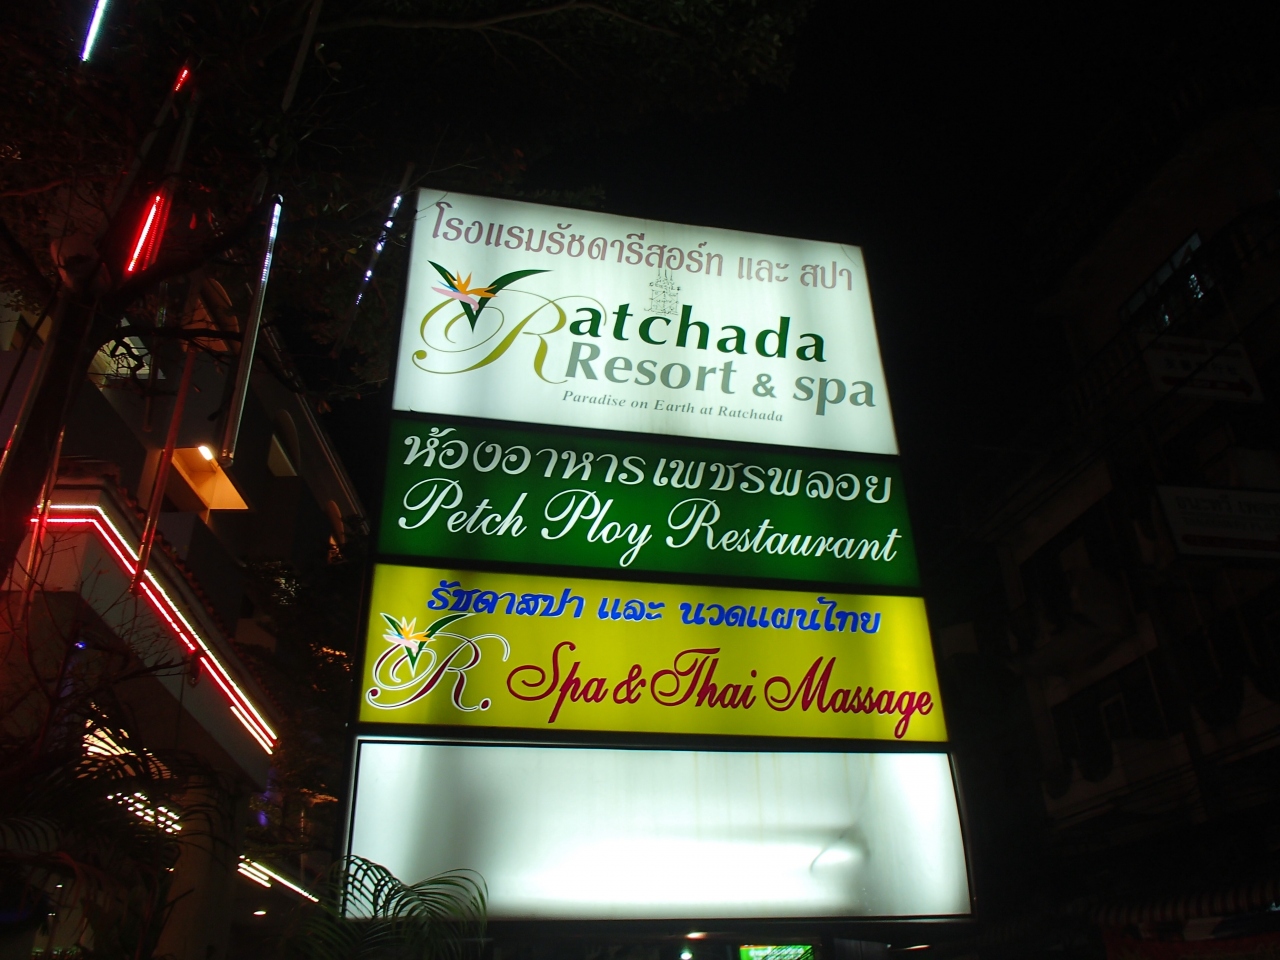 โรงแรมรัชดารีสอร์ท และ สปา
Ratchada
Resort & spa
Paradise on Earth at Ratchada
ห้องอาหารเพชรพลอย
Petch Ploy Restaurant
รัชดาสปา และ นวดแผนไทย
R. Spa & Thai Massage